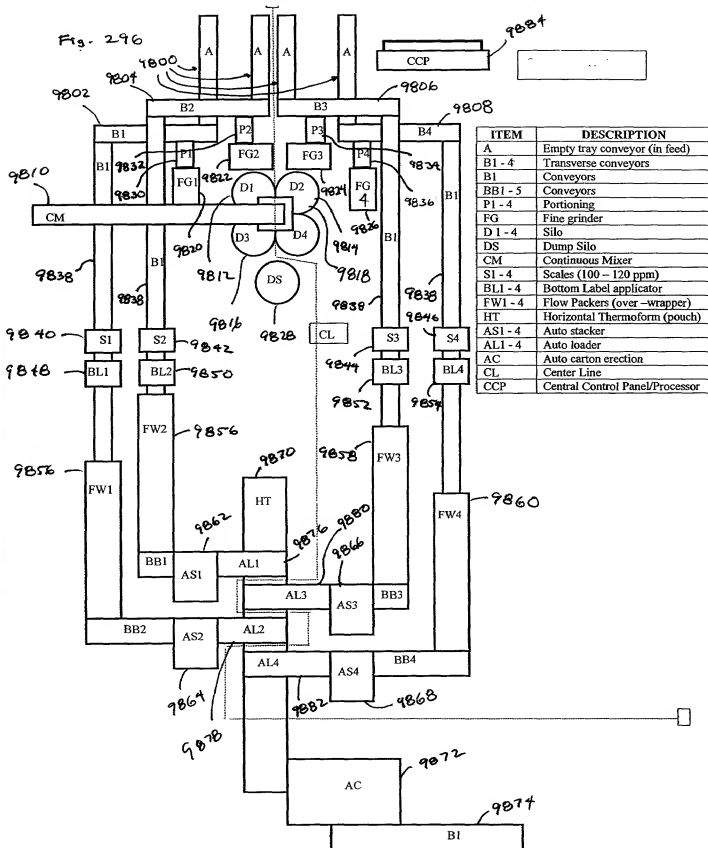 Fig. 296
9800
A
A
A
A
9884
CCP
9804
9806
9802
B2
B3
9808
B1
B4
P2
P3
9832
9834
P1
P4
9830
9836
FG2
FG3
9822
9824
FG1
FG
4
9826
9810
B1
B1
CM
D1
D2
D3
D4
9820
9812
9814
9818
9816
DS
9828
B1
B1
9838
9838
9838
9838
CL
9840
S1
S2
9842
9844
S3
9846
S4
9848
BL1
BL2
9850
9852
BL3
9854
BL4
9856
FW1
FW2
9856
9858
FW3
FW4
9860
9870
HT
9862
9876
9880
9866
BB1
AS1
AL1
AL3
AS3
BB3
BB2
AS2
AL2
AL4
AS4
BB4
9864
9878
9882
9868
AC
9872
9874
B1
ITEM DESCRIPTION
A Empty tray conveyor (in feed)
B1 - 4 Transverse conveyors
B1 Conveyors
BB1 - 5 Conveyors
P1 - 4 Portioning
FG Fine grinder
D 1 - 4 Silo
DS Dump Silo
CM Continuous Mixer
S1 - 4 Scales (100 – 120 ppm)
BL1 - 4 Bottom Label applicator
FW1 - 4 Flow Packers (over –wrapper)
HT Horizontal Thermoform (pouch)
AS1 - 4 Auto stacker
AL1 - 4 Auto loader
AC Auto carton erection
CL Center Line
CCP Central Control Panel/Processor